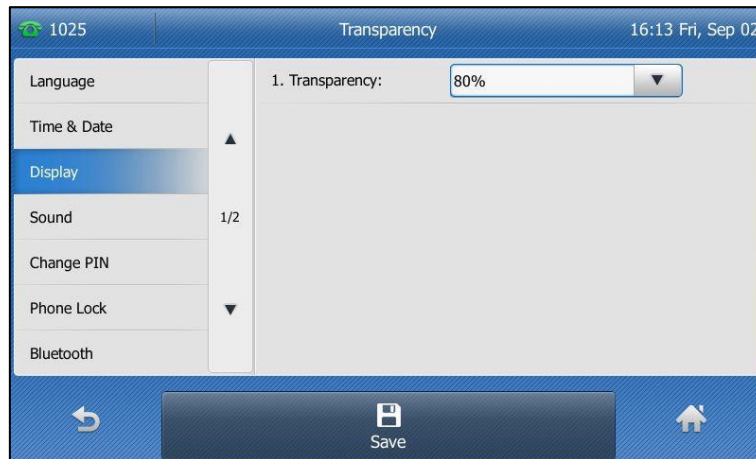 1025 Transparency 16:13 Fri, Sep 02
Language
Time & Date
Display
Sound
Change PIN
Phone Lock
Bluetooth
1/2
1. Transparency: 80%
Save